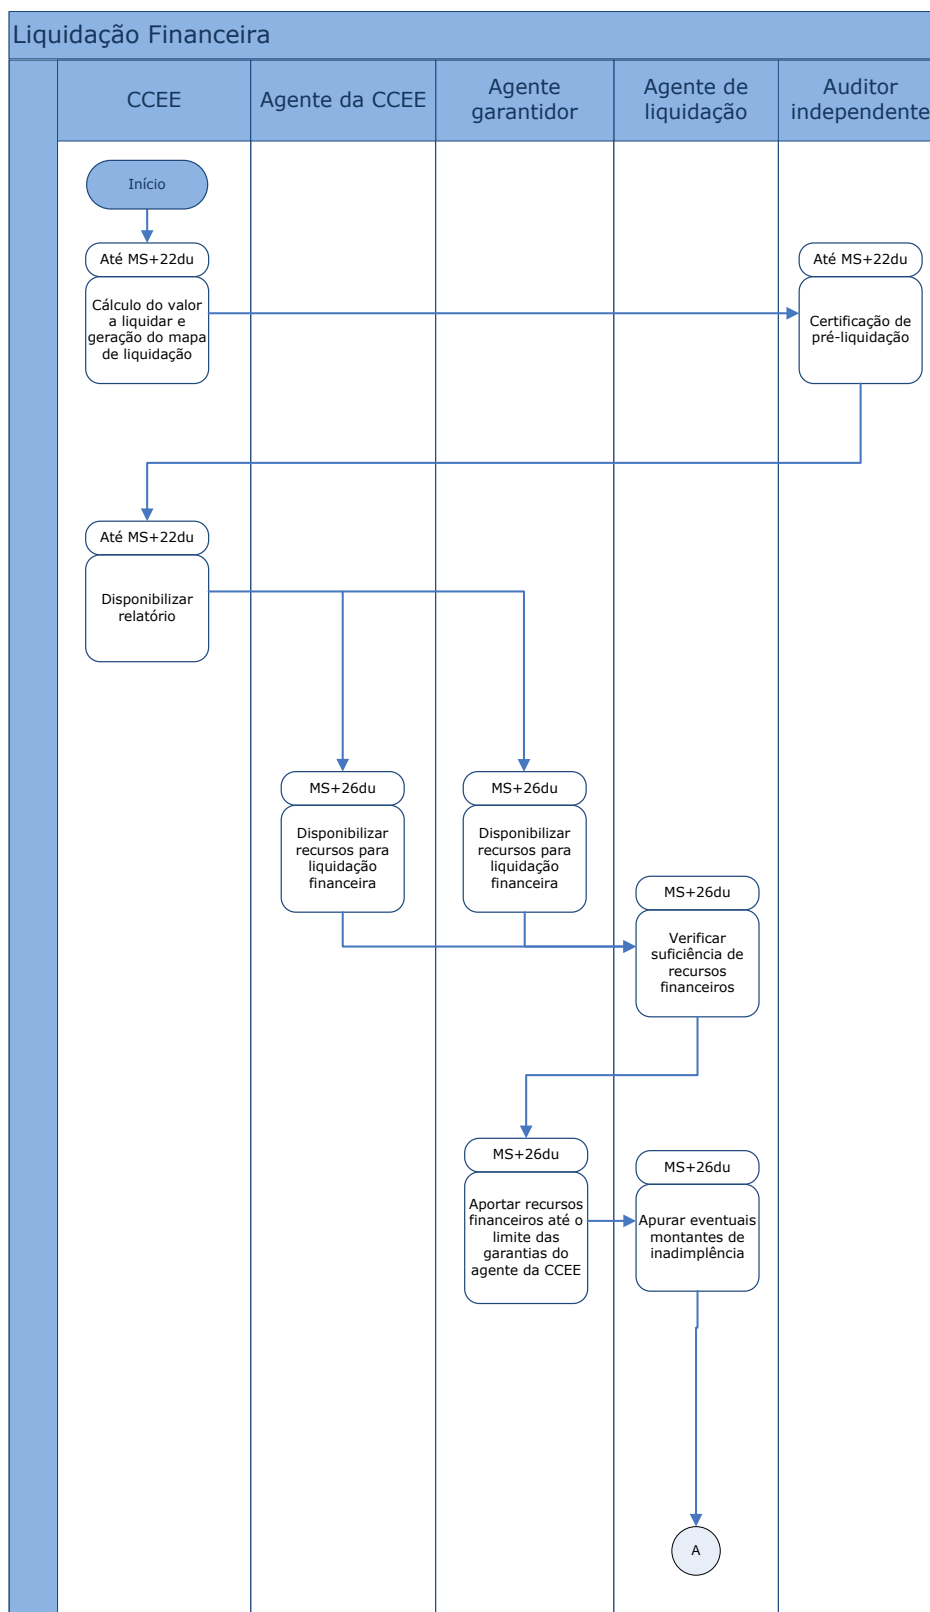 Liquidação Financeira
CCEE
Agente da CCEE
Agente
garantidor
Agente de
liquidação
Auditor
independente
Início
Até MS+22du
Cálculo do valor
a liquidar e
geração do mapa
de liquidação
Até MS+22du
Certificação de
pré-liquidação
Até MS+22du
Disponibilizar
relatório
MS+26du
Disponibilizar
recursos para
liquidação
financeira
MS+26du
Disponibilizar
recursos para
liquidação
financeira
MS+26du
Verificar
suficiência de
recursos
financeiros
MS+26du
Aportar recursos
financeiros até o
limite das
garantias do
agente da CCEE
MS+26du
Apurar eventuais
montantes de
inadimplência
A